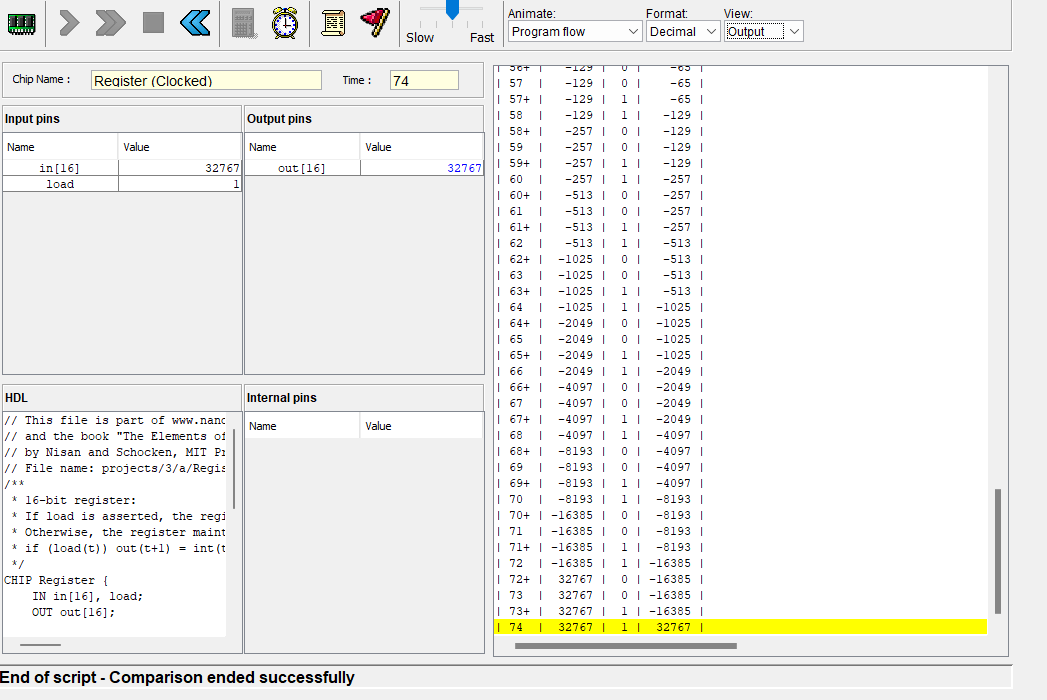 Slow Fast
Animate:
Program flow
Format:
Decimal
View:
Output
Chip Name : Register (Clocked) Time : 74
Input pins
Name Value
in[16] 32767
load 1
Output pins
Name Value
out[16] 32767
HDL
// This file is part of www.nand
// and the book "The Elements of
// by Nisan and Schocken, MIT Pr
// File name: projects/3/a/Regis
/**
* 16-bit register:
* If load is asserted, the regi
* Otherwise, the register maint
* if (load(t)) out(t+1) = int(t
*/
CHIP Register {
IN in[16], load;
OUT out[16];
Internal pins
Name Value
| 56+ | -129 | 0 | -65 |
| 57 | -129 | 0 | -65 |
| 57+ | -129 | 1 | -65 |
| 58 | -129 | 1 | -129 |
| 58+ | -257 | 0 | -129 |
| 59 | -257 | 0 | -129 |
| 59+ | -257 | 1 | -129 |
| 60 | -257 | 1 | -257 |
| 60+ | -513 | 0 | -257 |
| 61 | -513 | 0 | -257 |
| 61+ | -513 | 1 | -257 |
| 62 | -513 | 1 | -513 |
| 62+ | -1025 | 0 | -513 |
| 63 | -1025 | 0 | -513 |
| 63+ | -1025 | 1 | -513 |
| 64 | -1025 | 1 | -1025 |
| 64+ | -2049 | 0 | -1025 |
| 65 | -2049 | 0 | -1025 |
| 65+ | -2049 | 1 | -1025 |
| 66 | -2049 | 1 | -2049 |
| 66+ | -4097 | 0 | -2049 |
| 67 | -4097 | 0 | -2049 |
| 67+ | -4097 | 1 | -2049 |
| 68 | -4097 | 1 | -4097 |
| 68+ | -8193 | 0 | -4097 |
| 69 | -8193 | 0 | -4097 |
| 69+ | -8193 | 1 | -4097 |
| 70 | -8193 | 1 | -8193 |
| 70+ | -16385 | 0 | -8193 |
| 71 | -16385 | 0 | -8193 |
| 71+ | -16385 | 1 | -8193 |
| 72 | -16385 | 1 | -16385 |
| 72+ | 32767 | 0 | -16385 |
| 73 | 32767 | 0 | -16385 |
| 73+ | 32767 | 1 | -16385 |
| 74 | 32767 | 1 | 32767 |
End of script - Comparison ended successfully